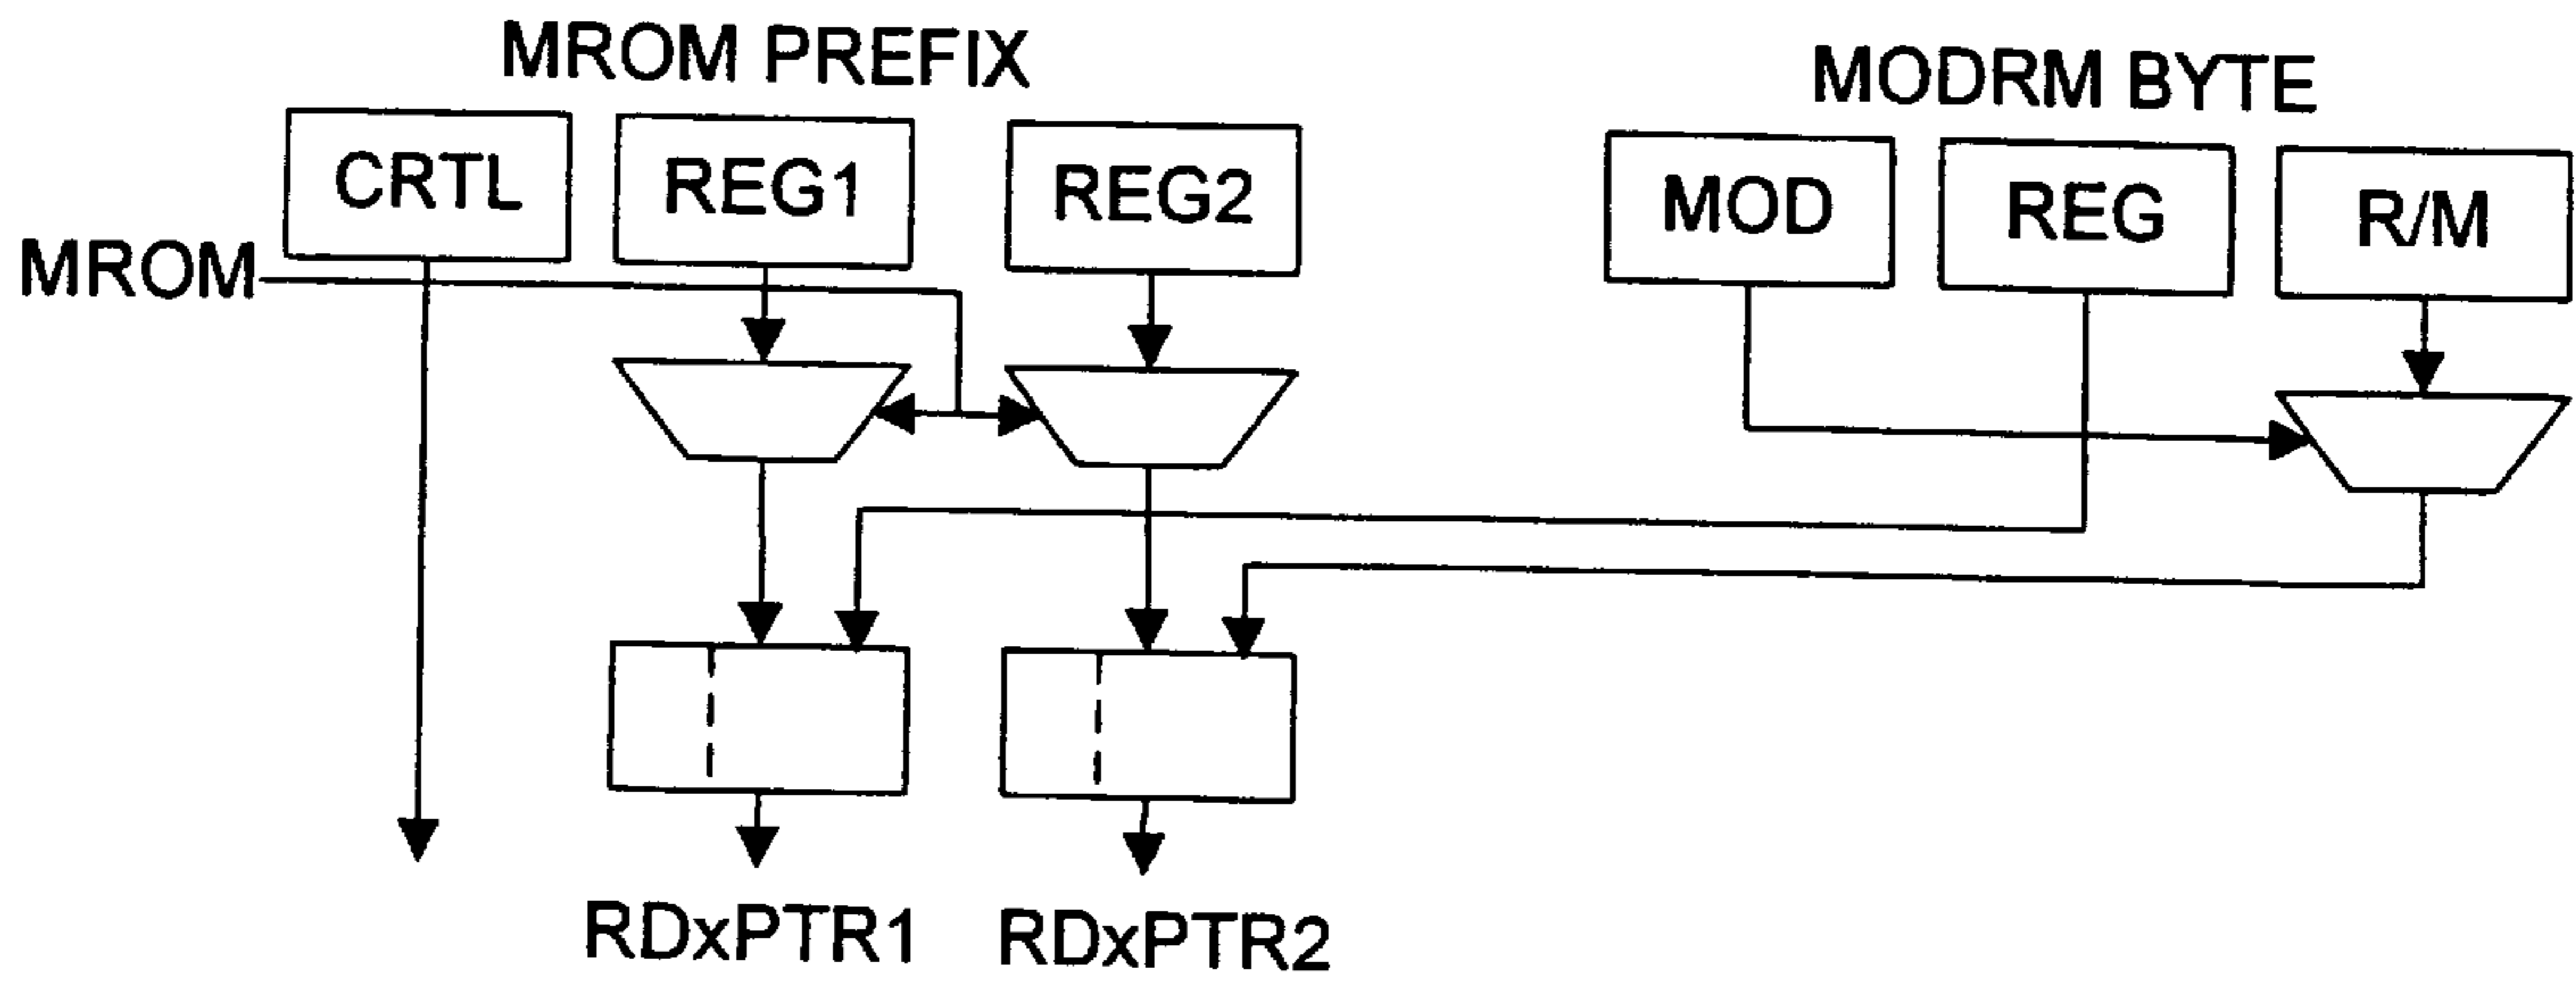 MROM PREFIX
MODRM BYTE
CRTL
REG1
REG2
MOD
REG
R/M
MROM
RDxPTR1
RDxPTR2